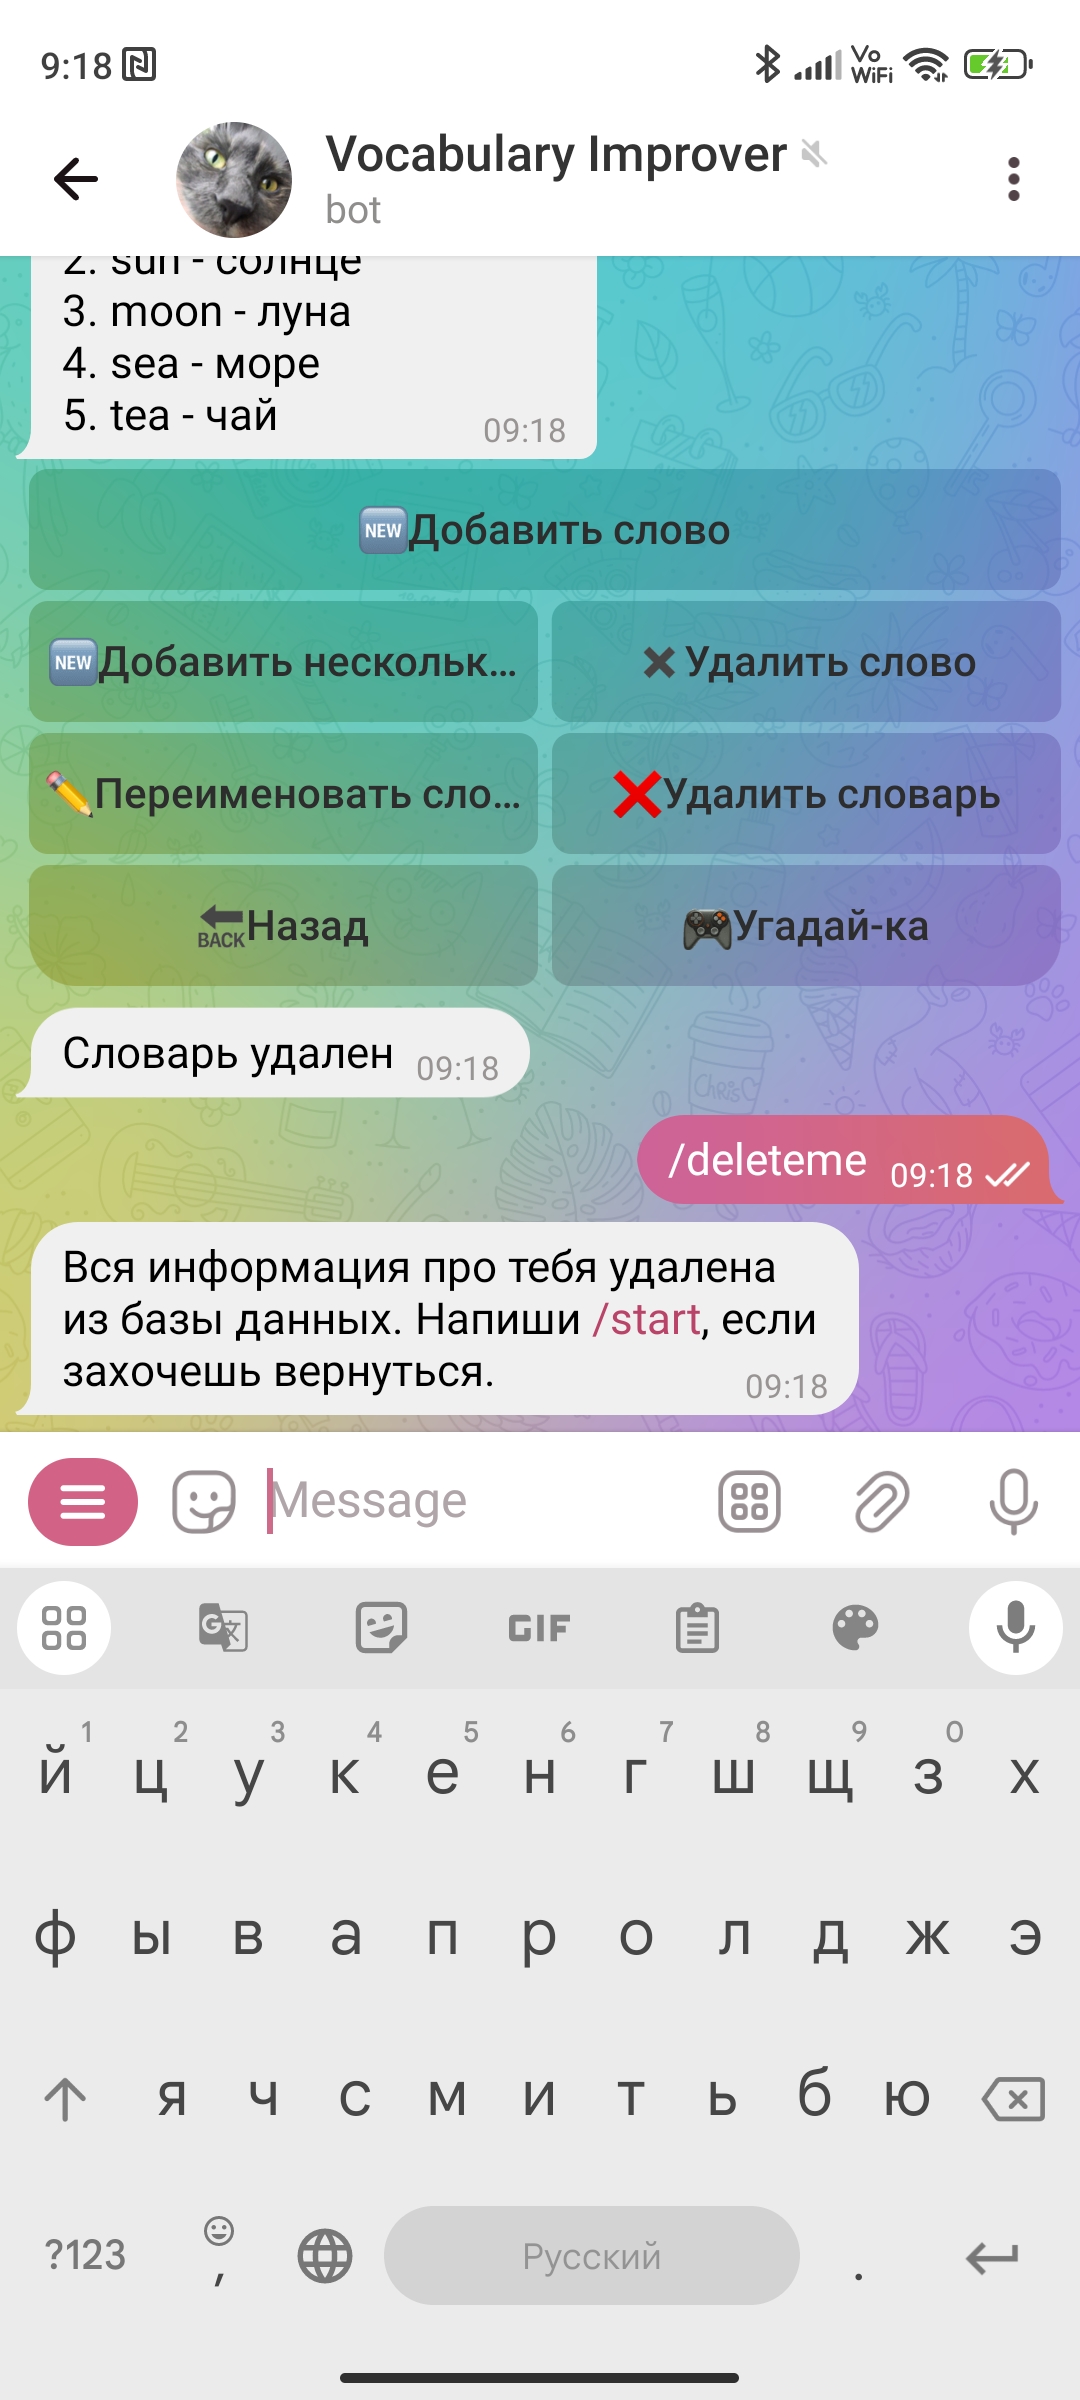 9:18
Vo
WiFi
Vocabulary Improver
bot
2. sun - солнце
3. moon - луна
4. sea - море
5. tea - чай
09:18
NEW Добавить слово
NEW Добавить нескольк...
Удалить слово
Переименовать сло...
Удалить словарь
BACK Назад
Угадай-ка
Словарь удален 09:18
ChrisC
/deleteme 09:18
Вся информация про тебя удалена
из базы данных. Напиши /start, если
захочешь вернуться.
09:18
Message
G 文
GIF
1 2 3 4 5 6 7 8 9 0
й ц у к е н г ш щ з х
ф ы в а п р о л д ж э
я ч с м и т ь б ю
?123 , Русский .